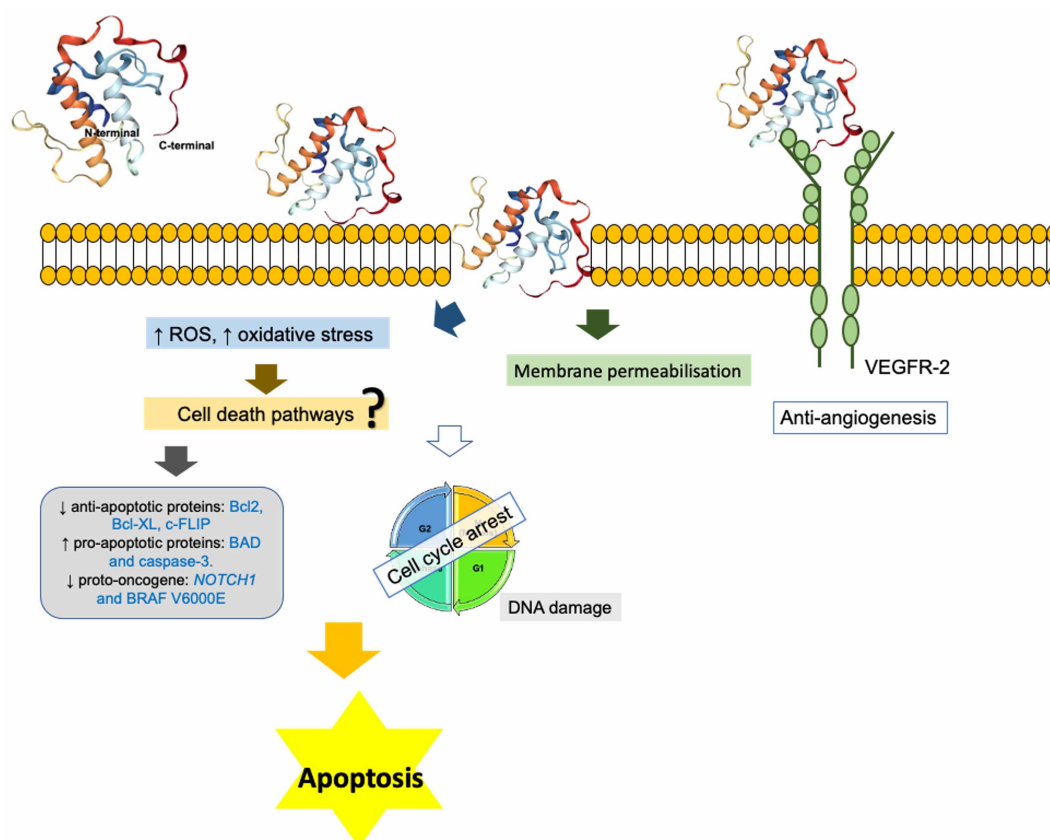 N-terminal
C-terminal
↑ ROS, ↑ oxidative stress
Membrane permeabilisation
VEGFR-2
Cell death pathways ?
Anti-angiogenesis
↓ anti-apoptotic proteins: Bcl2,
Bcl-XL, c-FLIP
↑ pro-apoptotic proteins: BAD
and caspase-3.
↓ proto-oncogene: NOTCH1
and BRAF V6000E
G2
Cell cycle arrest
G1
DNA damage
Apoptosis